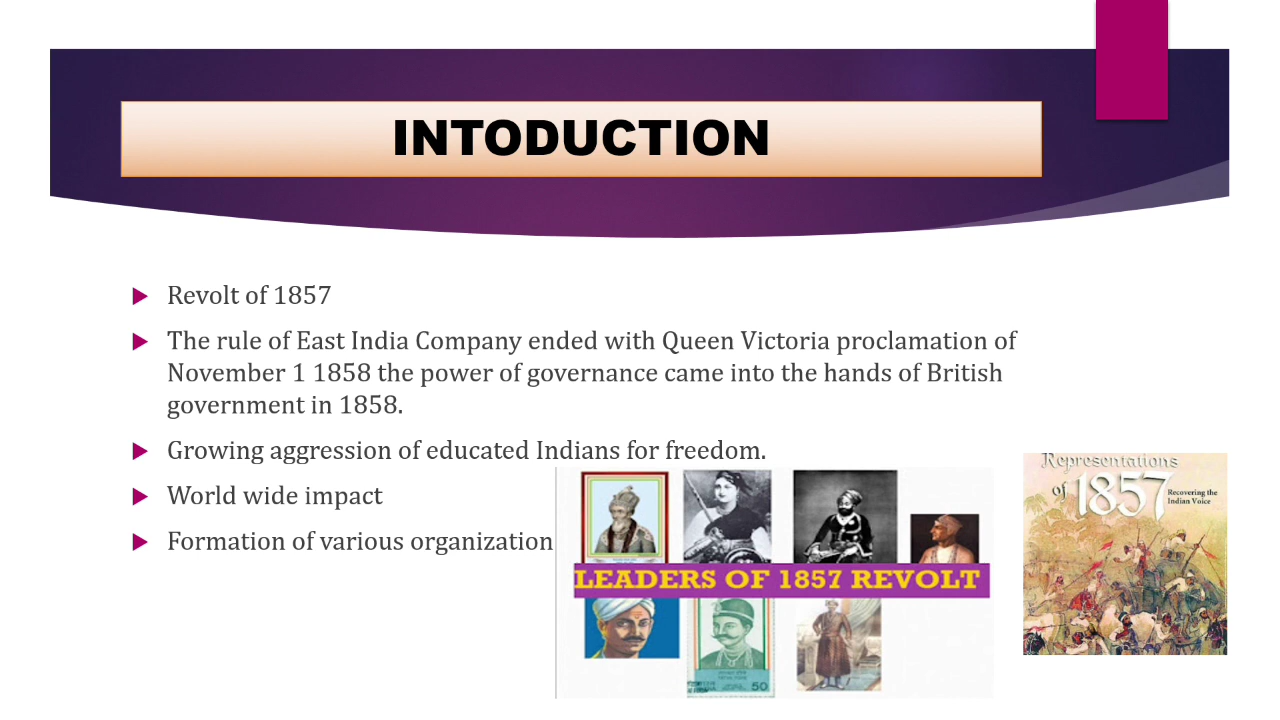 INTODUCTION
Revolt of 1857
The rule of East India Company ended with Queen Victoria proclamation of
November 1 1858 the power of governance came into the hands of British
government in 1858.
Growing aggression of educated Indians for freedom.
World wide impact
Formation of various organization
LEADERS OF 1857 REVOLT
50
Representations
of 1857
Recovering the
Indian Voice